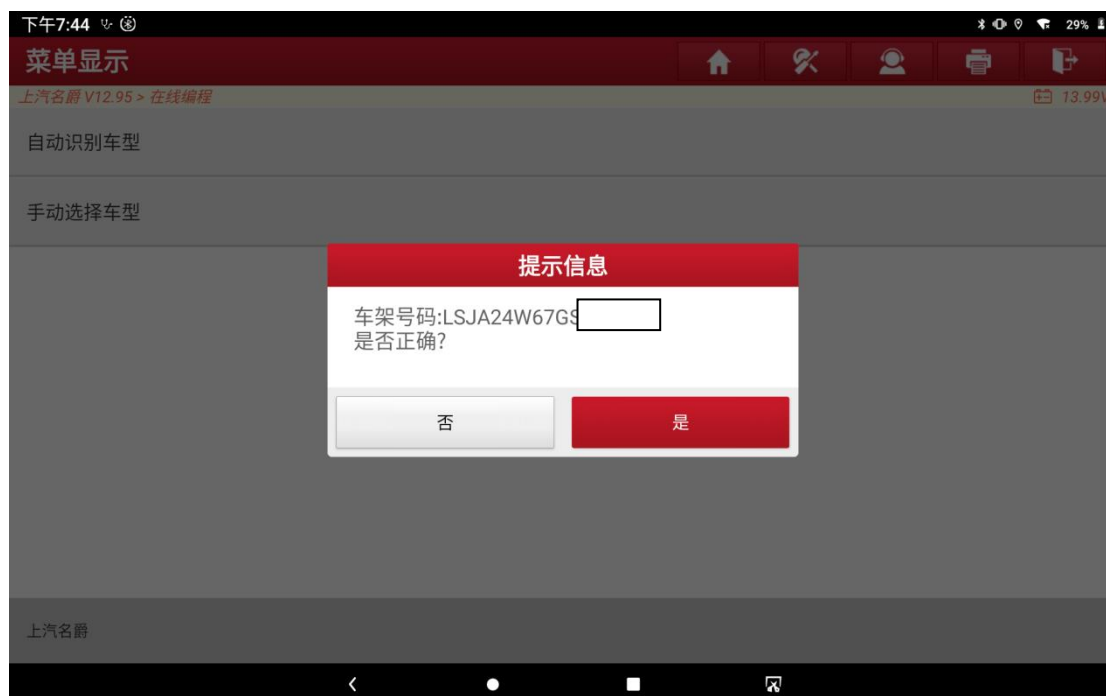 下午7:44
29%
菜单显示
上汽名爵 V12.95 > 在线编程
13.99V
自动识别车型
手动选择车型
提示信息
车架号码:LSJA24W67GS
是否正确?
否
是
上汽名爵